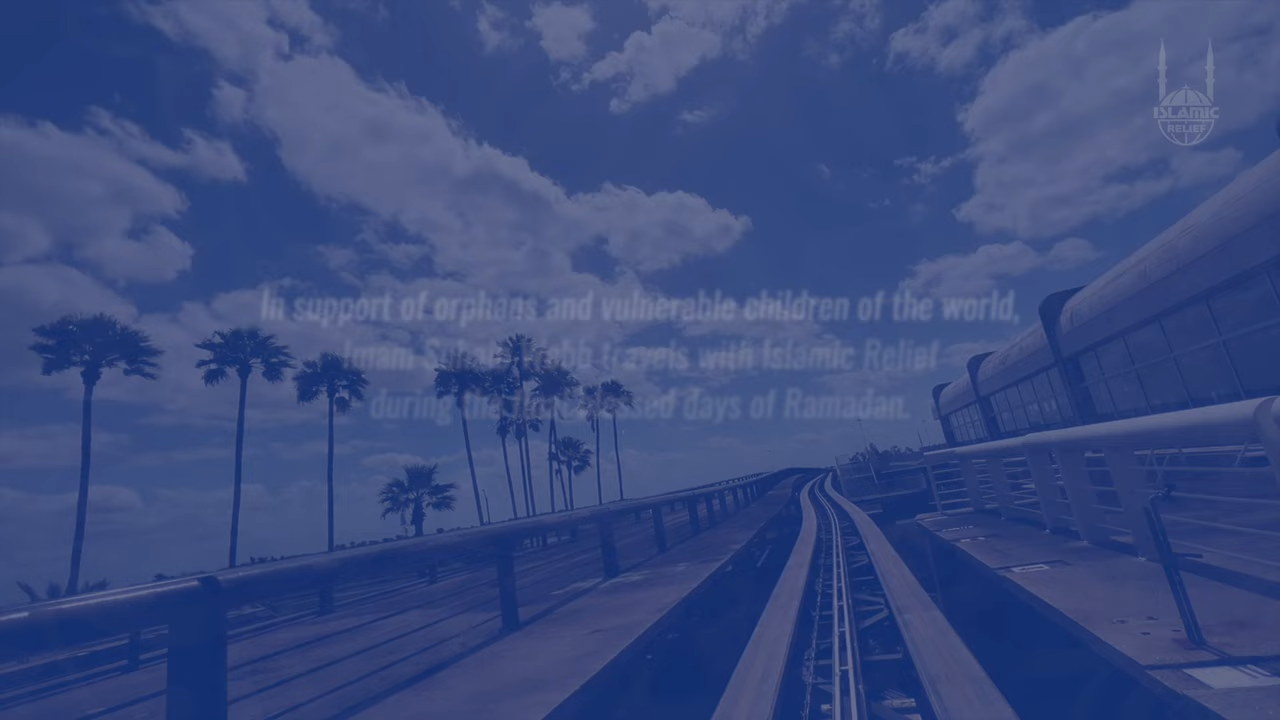 ISLAMIC
RELIEF
In support of orphans and vulnerable children of the world,
Imam travels with Islamic Relief
during the days of Ramadan.